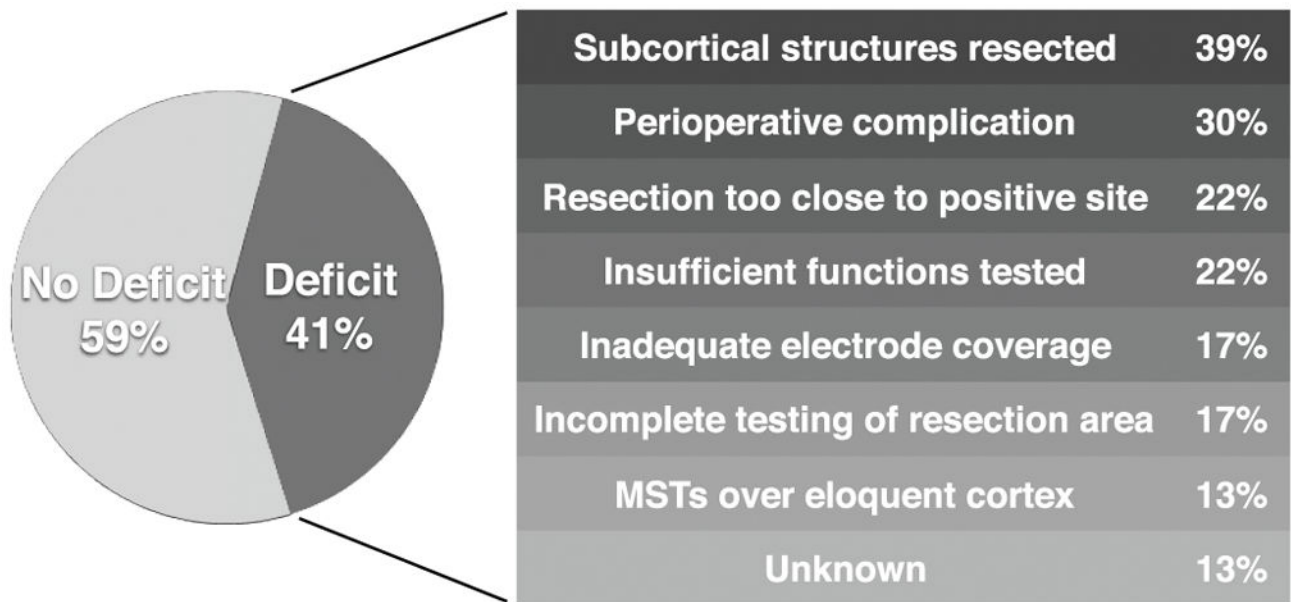 No Deficit
59%
Deficit
41%
Subcortical structures resected 39%
Perioperative complication 30%
Resection too close to positive site 22%
Insufficient functions tested 22%
Inadequate electrode coverage 17%
Incomplete testing of resection area 17%
MSTs over eloquent cortex 13%
Unknown 13%